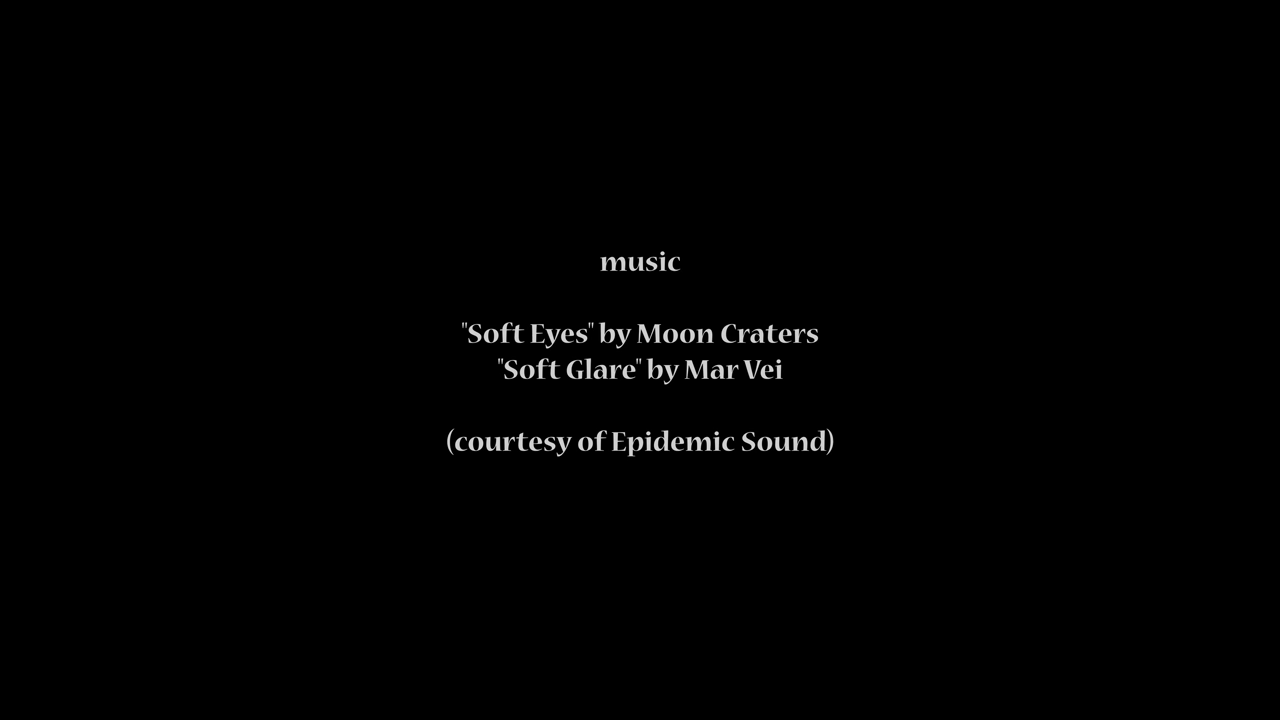 music
"Soft Eyes" by Moon Craters
"Soft Glare" by Mar Vei
(courtesy of Epidemic Sound)